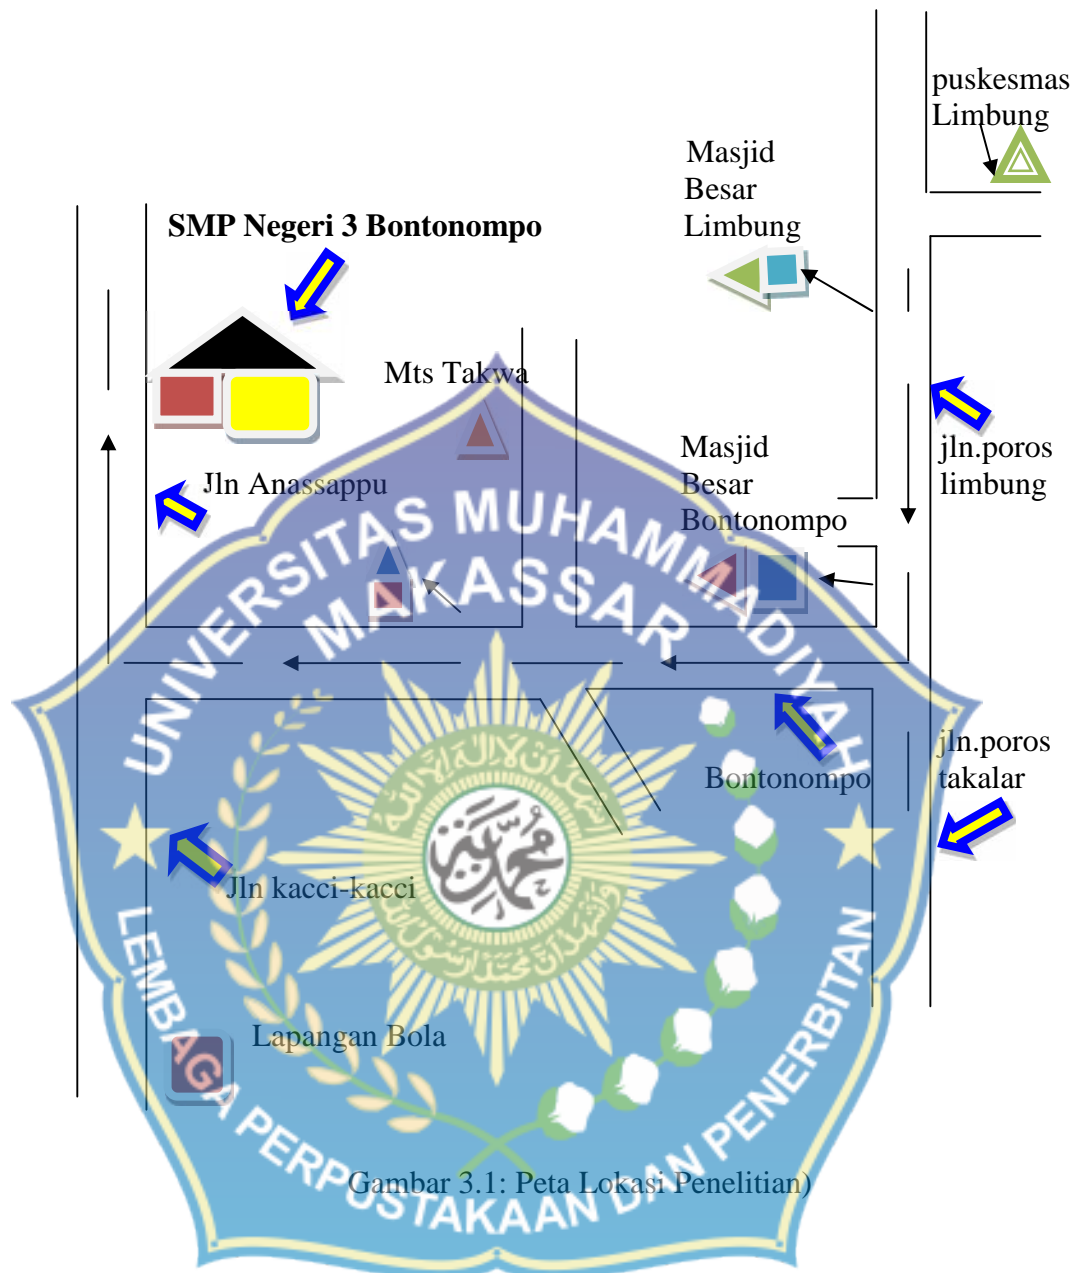 puskesmas
Limbung
Masjid
Besar
Limbung
SMP Negeri 3 Bontonompo
Mts Takwa
Masjid
Besar
Bontonompo
jln.poros
limbung
Jln Anassappu
UNIVERSITAS MUHAMMADIYAH
MAKASSAR
Bontonompo
jln.poros
takalar
Jln kacci-kacci
Lapangan Bola
LEMBAGA PERPUSTAKAAN DAN PENERBITAN
Gambar 3.1: Peta Lokasi Penelitian)